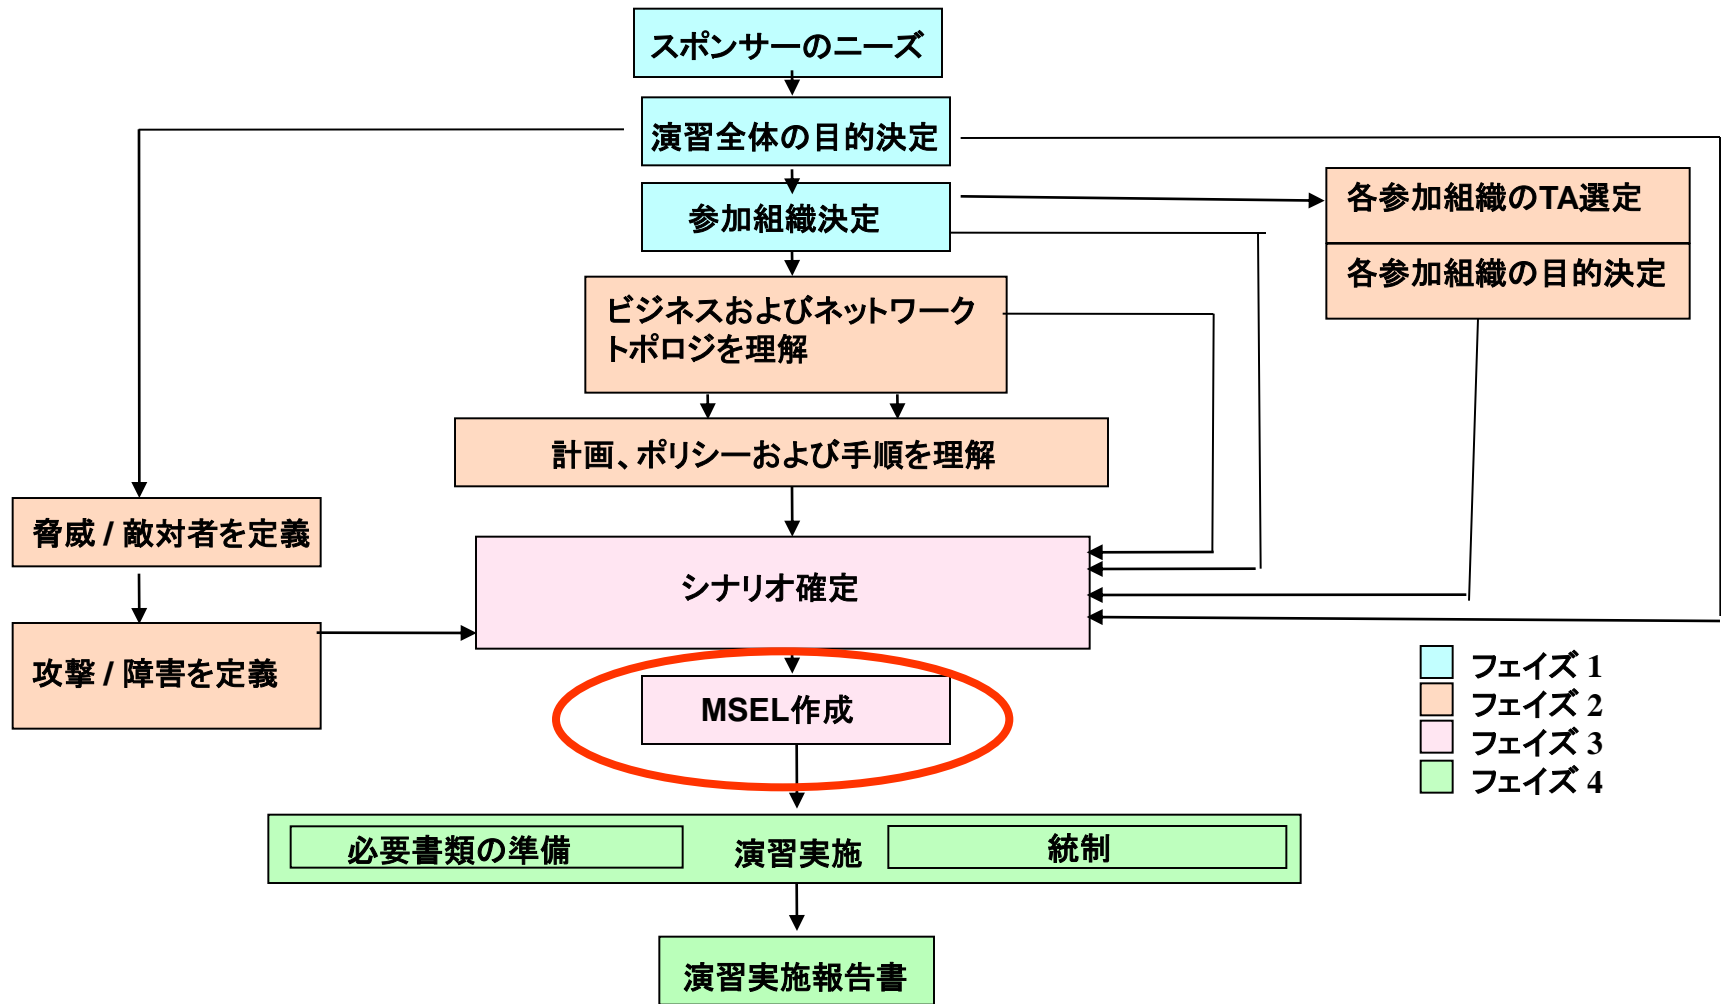 スポンサーのニーズ
演習全体の目的決定
参加組織決定
各参加組織のTA選定
各参加組織の目的決定
ビジネスおよびネットワーク
トポロジを理解
計画、ポリシーおよび手順を理解
脅威 / 敵対者を定義
シナリオ確定
攻撃 / 障害を定義
MSEL作成
フェイズ 1
フェイズ 2
フェイズ 3
フェイズ 4
必要書類の準備
演習実施
統制
演習実施報告書